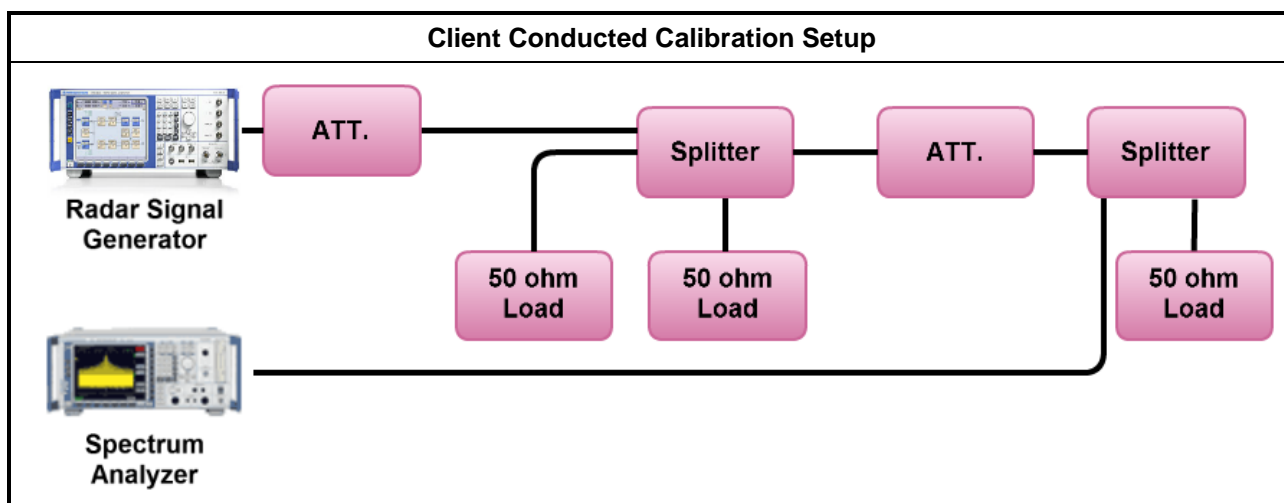 Client Conducted Calibration Setup
ATT.
Splitter
ATT.
Splitter
Radar Signal
Generator
50 ohm
Load
50 ohm
Load
50 ohm
Load
Spectrum
Analyzer